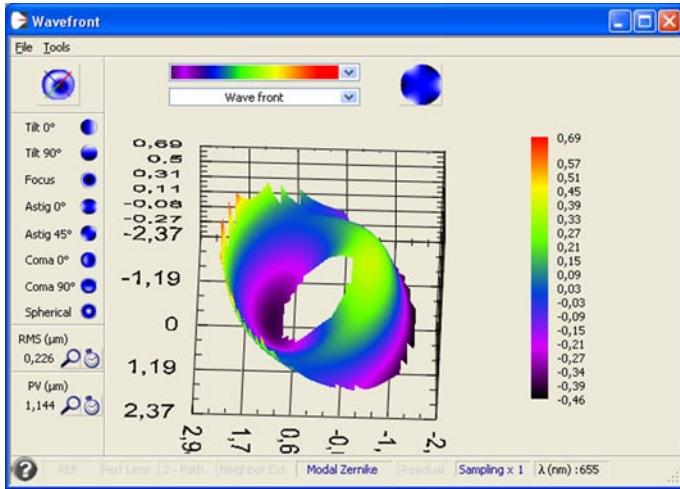 Wavefront
File Tools
Wave front
Tilt 0°
Tilt 90°
Focus
Astig 0°
Astig 45°
Coma 0°
Coma 90°
Spherical
RMS (µm)
0,226
PV (µm)
1,144
0,69
0,5
0,31
0,11
-0,08
-0,27
-2,37
-1,19
0
1,19
2,37
2,9
1,7
0,6
-0,
-1,
-2,
0,69
0,57
0,51
0,45
0,39
0,33
0,27
0,21
0,15
0,09
0,03
-0,03
-0,09
-0,15
-0,21
-0,27
-0,34
-0,39
-0,46
REF Perf Lens 2 - Path Neighbor.Ext Modal Zernike Residual Sampling x 1 λ (nm) :655